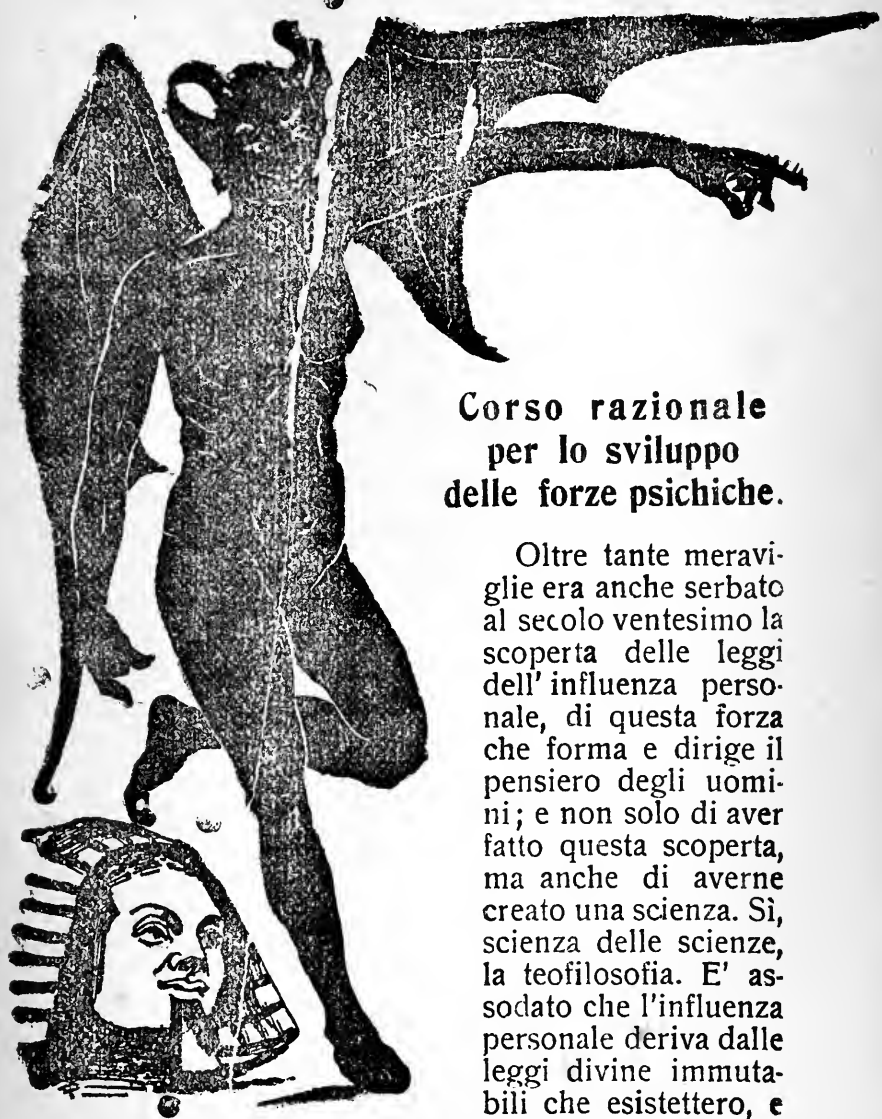 Corso razionale
per lo sviluppo
delle forze psichiche.
Oltre tante meravi-
glie era anche serbato
al secolo ventesimo la
scoperta delle leggi
dell' influenza perso-
nale, di questa forza
che forma e dirige il
pensiero degli uomi-
ni; e non solo di aver
fatto questa scoperta,
ma anche di averne
creato una scienza. Sì,
scienza delle scienze,
la teofilosofia. E' as-
sodato che l'influenza
personale deriva dalle
leggi divine immuta-
bili che esistettero, e